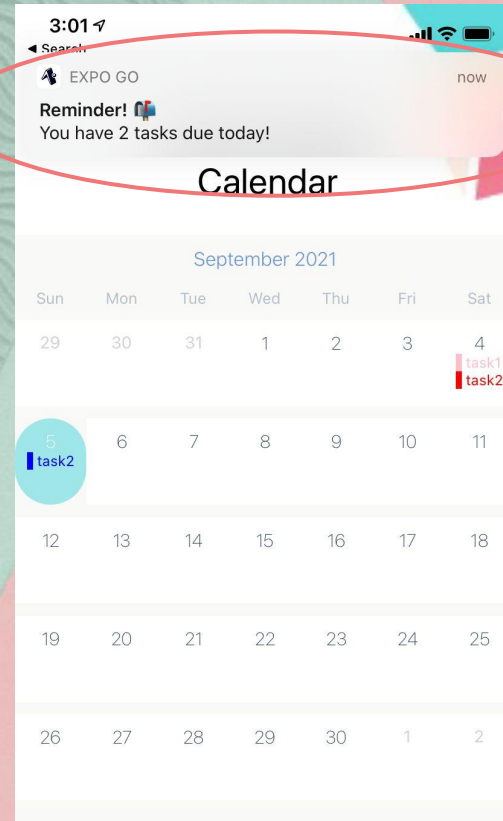 3:01
◀ Search
EXPO GO now
Reminder! 📬
You have 2 tasks due today!
Calendar
September 2021
Sun Mon Tue Wed Thu Fri Sat
29 30 31 1 2 3 4
task1
task2
5 6 7 8 9 10 11
task2
12 13 14 15 16 17 18
19 20 21 22 23 24 25
26 27 28 29 30 1 2